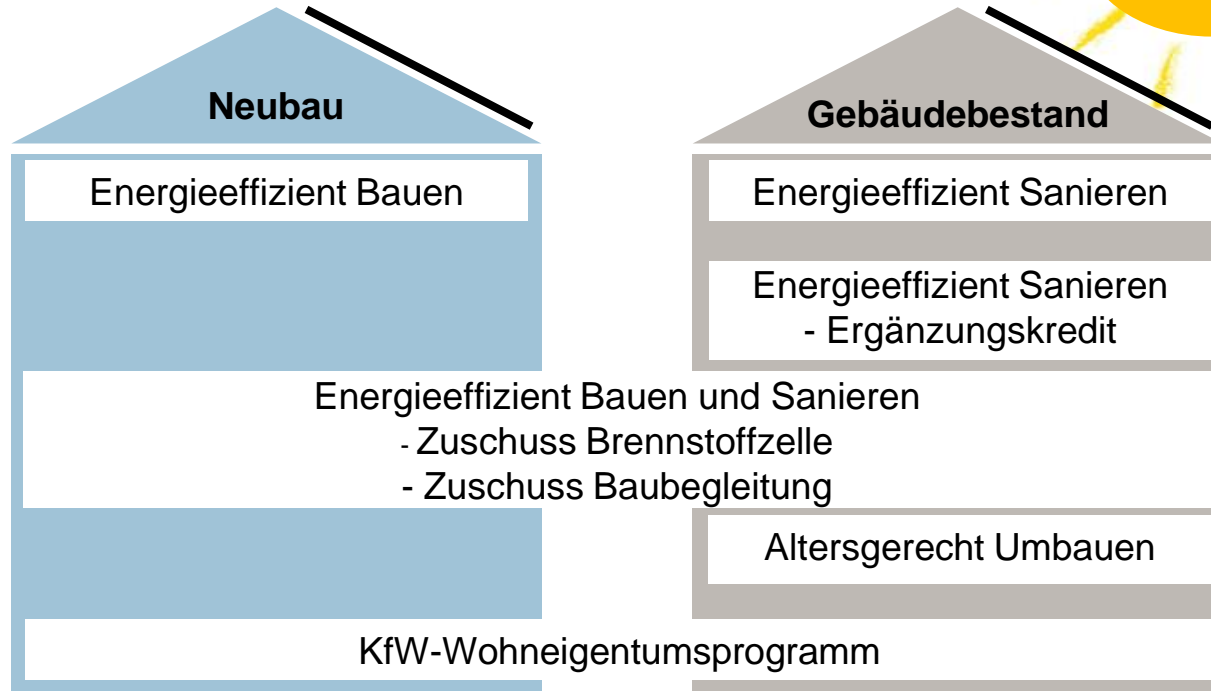 Neubau
Gebäudebestand
Energieeffizient Bauen
Energieeffizient Sanieren
Energieeffizient Sanieren
- Ergänzungskredit
Energieeffizient Bauen und Sanieren
- Zuschuss Brennstoffzelle
- Zuschuss Baubegleitung
Altersgerecht Umbauen
KfW-Wohneigentumsprogramm